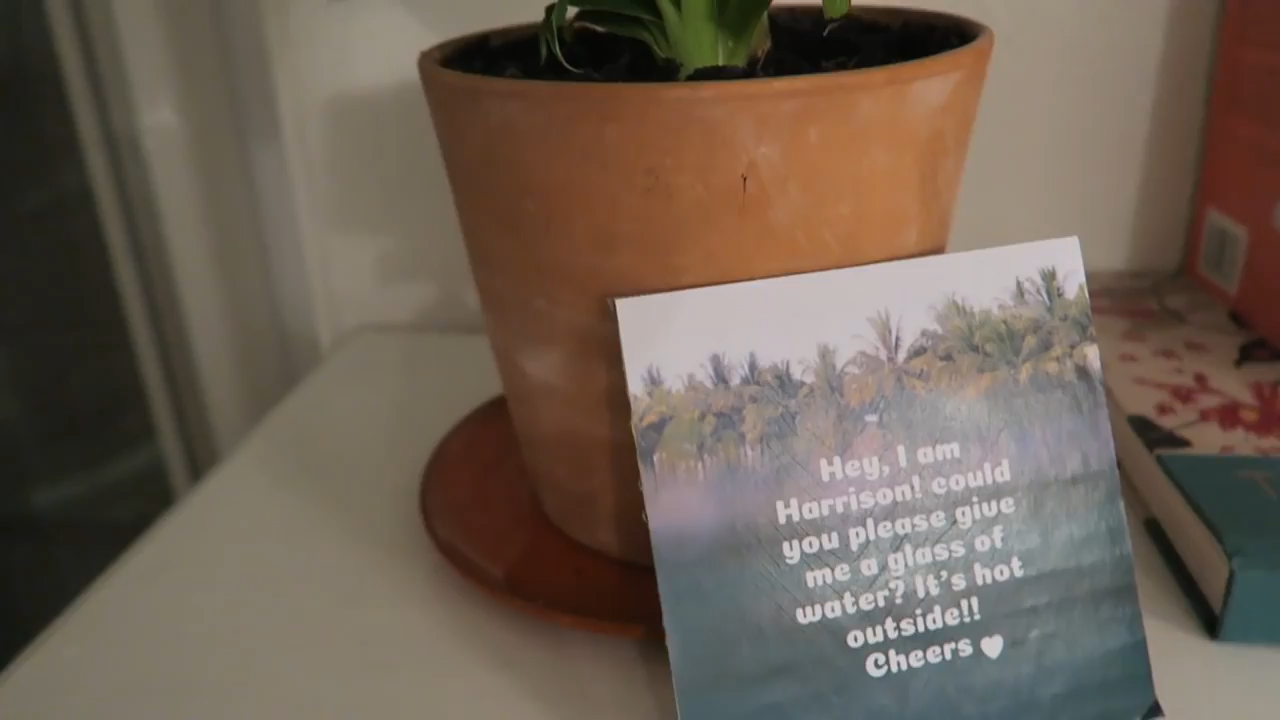 Hey, I am
Harrison! could
you please give
me a glass of
water? It's hot
outside!!
Cheers ♥